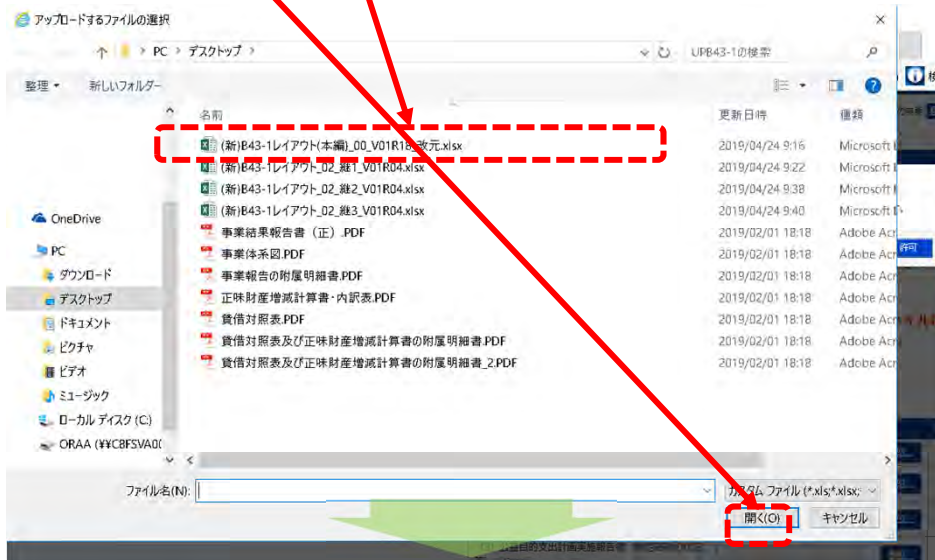 アップロードするファイルの選択
PC > デスクトップ >
UPB43-1の検索
整理
新しいフォルダー
名前
更新日時
種類
(新)B43-1レイアウト(本編)_00_V01R18_改元.xlsx
2019/04/24 9:16
Microsoft
(新)B43-1レイアウト_02_継1_V01R04.xlsx
2019/04/24 9:22
Microsoft
(新)B43-1レイアウト_02_継2_V01R04.xlsx
2019/04/24 9:38
Microsoft
(新)B43-1レイアウト_02_継3_V01R04.xlsx
2019/04/24 9:40
Microsoft
事業結果報告書（正）.PDF
2019/02/01 18:18
Adobe Acr
事業体系図.PDF
2019/02/01 18:18
Adobe Acr
事業報告の附属明細書.PDF
2019/02/01 18:18
Adobe Acr
正味財産増減計算書・内訳表.PDF
2019/02/01 18:18
Adobe Acr
貸借対照表.PDF
2019/02/01 18:18
Adobe Acr
貸借対照表及び正味財産増減計算書の附属明細書.PDF
2019/02/01 18:18
Adobe Acr
貸借対照表及び正味財産増減計算書の附属明細書_2.PDF
2019/02/01 18:18
Adobe Acr
OneDrive
PC
ダウンロード
デスクトップ
ドキュメント
ピクチャ
ビデオ
ミュージック
ローカル ディスク (C:)
ORAA (¥¥CBFSVA0(
ファイル名(N):
カスタム ファイル (*.xls;*.xlsx;
開く(O)
キャンセル
許可